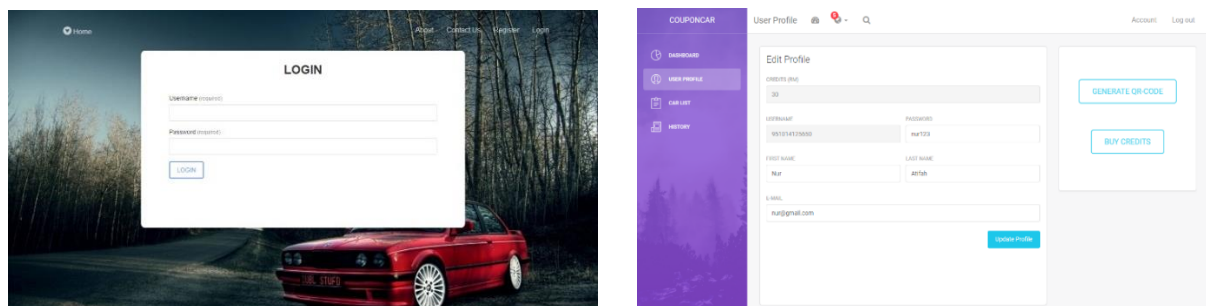 Home
About Contact Us Register Login
LOGIN
Username (required)
Password (required)
LOGIN
COUPONCAR
User Profile
Account Log out
DASHBOARD
USER PROFILE
CAR LIST
HISTORY
Edit Profile
CREDITS (RM)
30
USERNAME PASSWORD
nur123
FIRST NAME LAST NAME
Nur Atifah
E-MAIL
nur@gmail.com
Update Profile
GENERATE QR-CODE
BUY CREDITS